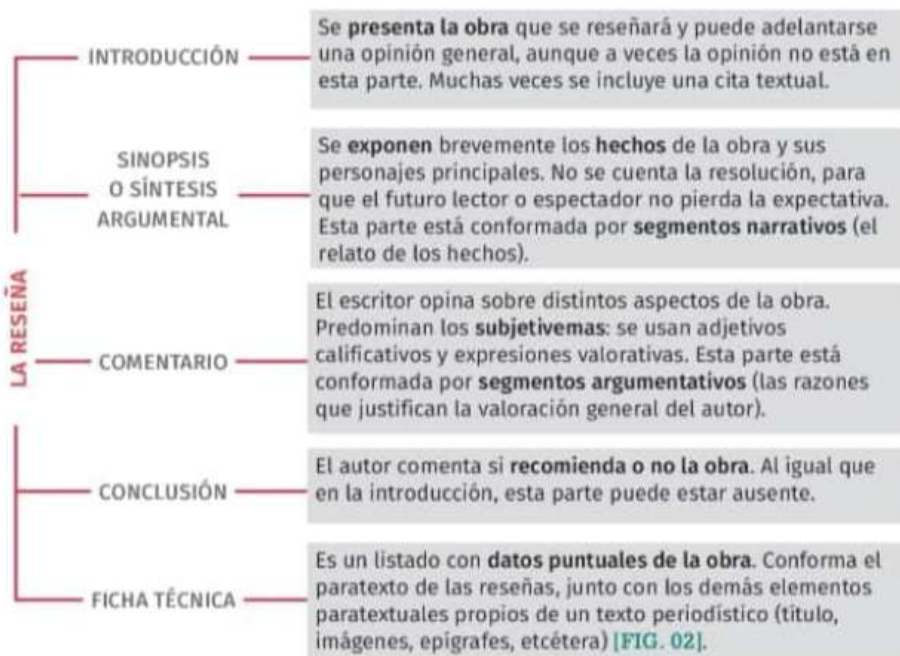 LA RESEÑA
INTRODUCCIÓN
Se presenta la obra que se reseñará y puede adelantarse
una opinión general, aunque a veces la opinión no está en
esta parte. Muchas veces se incluye una cita textual.
SINOPSIS
O SÍNTESIS
ARGUMENTAL
Se exponen brevemente los hechos de la obra y sus
personajes principales. No se cuenta la resolución, para
que el futuro lector o espectador no pierda la expectativa.
Esta parte está conformada por segmentos narrativos (el
relato de los hechos).
COMENTARIO
El escritor opina sobre distintos aspectos de la obra.
Predominan los subjetivemas: se usan adjetivos
calificativos y expresiones valorativas. Esta parte está
conformada por segmentos argumentativos (las razones
que justifican la valoración general del autor).
CONCLUSIÓN
El autor comenta si recomienda o no la obra. Al igual que
en la introducción, esta parte puede estar ausente.
FICHA TÉCNICA
Es un listado con datos puntuales de la obra. Conforma el
paratexto de las reseñas, junto con los demás elementos
paratextuales propios de un texto periodístico (título,
imágenes, epígrafes, etcétera) [FIG. 02].